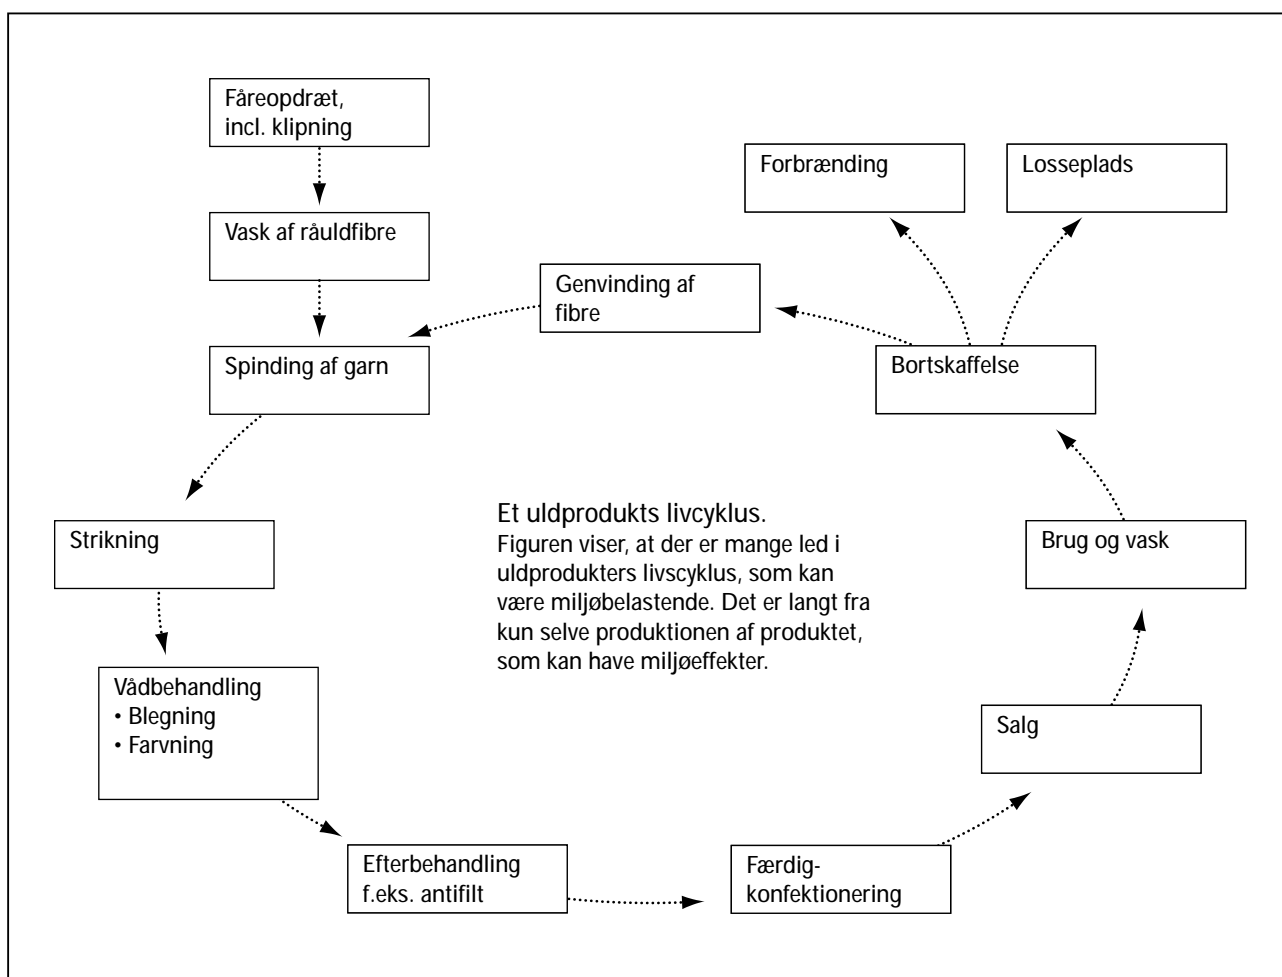 Fåreopdræt,
incl. klipning
Vask af råuldfibre
Spinding af garn
Strikning
Vådbehandling
• Blegning
• Farvning
Efterbehandling
f.eks. antifilt
Færdig-
konfektionering
Salg
Brug og vask
Bortskaffelse
Forbrænding
Losseplads
Genvinding af
fibre
Et uldprodukts livcyklus.
Figuren viser, at der er mange led i
uldprodukters livscyklus, som kan
være miljøbelastende. Det er langt fra
kun selve produktionen af produktet,
som kan have miljøeffekter.